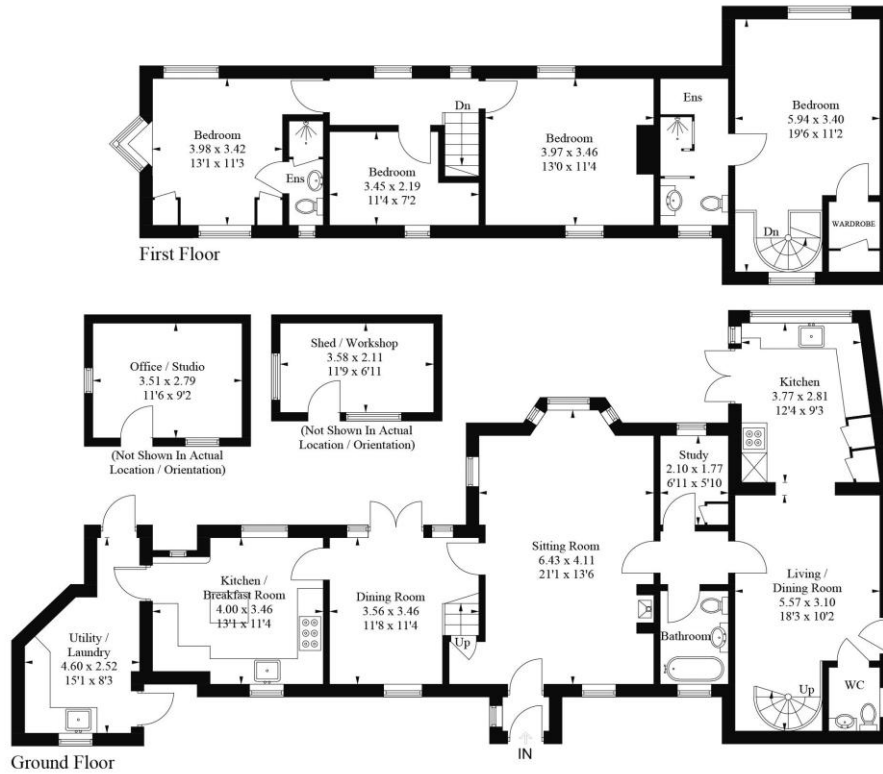 Bedroom
3.98 x 3.42
13'1 x 11'3
Ens
Bedroom
3.45 x 2.19
11'4 x 7'2
Dn
Bedroom
3.97 x 3.46
13'0 x 11'4
Ens
Bedroom
5.94 x 3.40
19'6 x 11'2
Dn
WARDROBE
First Floor
Office / Studio
3.51 x 2.79
11'6 x 9'2
(Not Shown In Actual
Location / Orientation)
Shed / Workshop
3.58 x 2.11
11'9 x 6'11
(Not Shown In Actual
Location / Orientation)
Kitchen
3.77 x 2.81
12'4 x 9'3
Study
2.10 x 1.77
6'11 x 5'10
Utility /
Laundry
4.60 x 2.52
15'1 x 8'3
Kitchen /
Breakfast Room
4.00 x 3.46
13'1 x 11'4
Dining Room
3.56 x 3.46
11'8 x 11'4
Up
Sitting Room
6.43 x 4.11
21'1 x 13'6
Bathroom
Living /
Dining Room
5.57 x 3.10
18'3 x 10'2
Up
WC
IN
Ground Floor